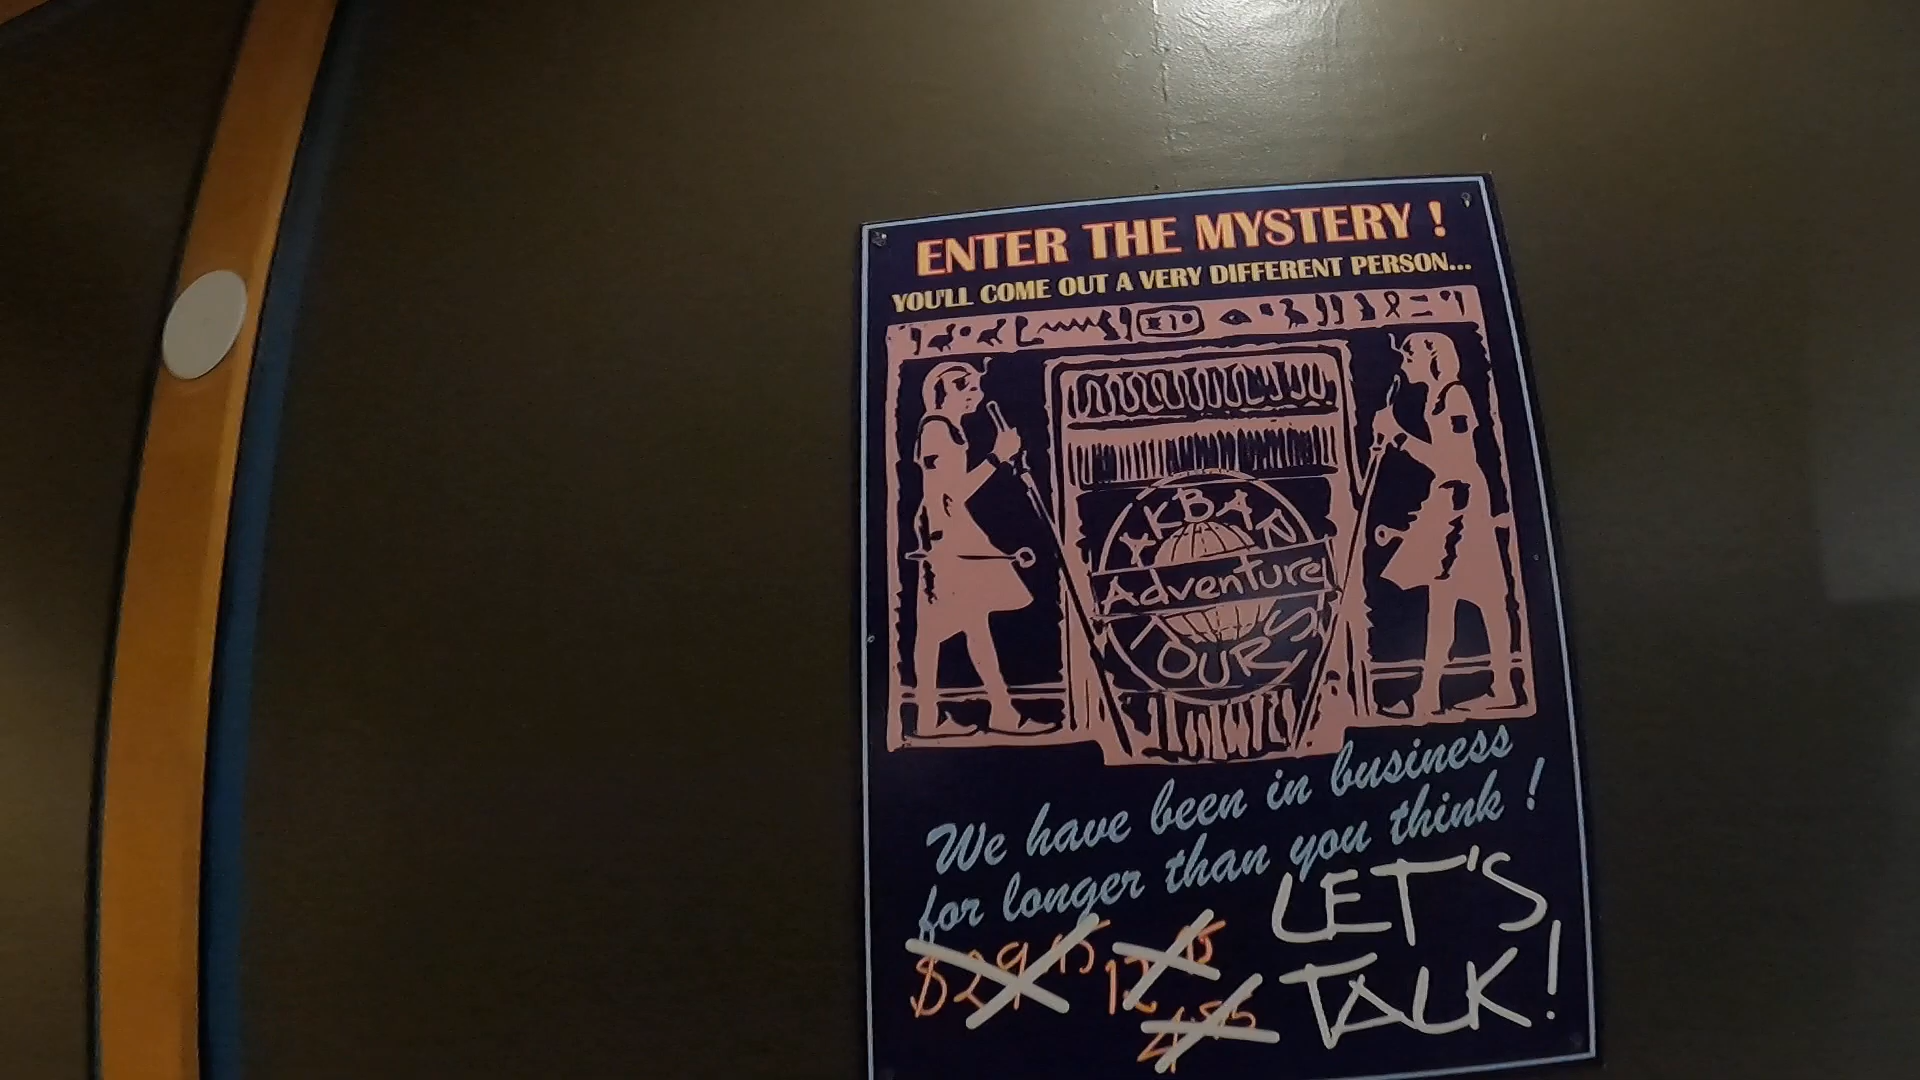 ENTER THE MYSTERY !
YOU'LL COME OUT A VERY DIFFERENT PERSON...
AKBAR
Adventure
TOURS
We have been in business
for longer than you think !
LET'S
TALK!